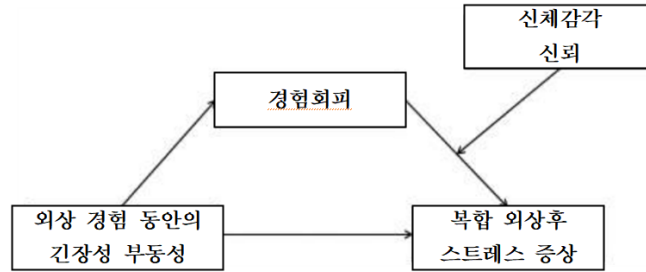 신체감각
신뢰
경험회피
외상 경험 동안의
긴장성 부동성
복합 외상후
스트레스 증상